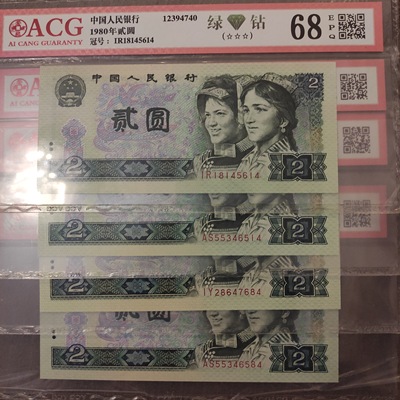 ACG
AI CANG GUARANTY
中国人民银行
1980年贰圆
冠号：IR18145614
12394740
绿 钻
(☆☆☆)
68
EPQ
中国人民银行
2
贰圆
IR18145614
2
2
2
AS55346514
2
2
IY28647684
2
2
AS55346584
2